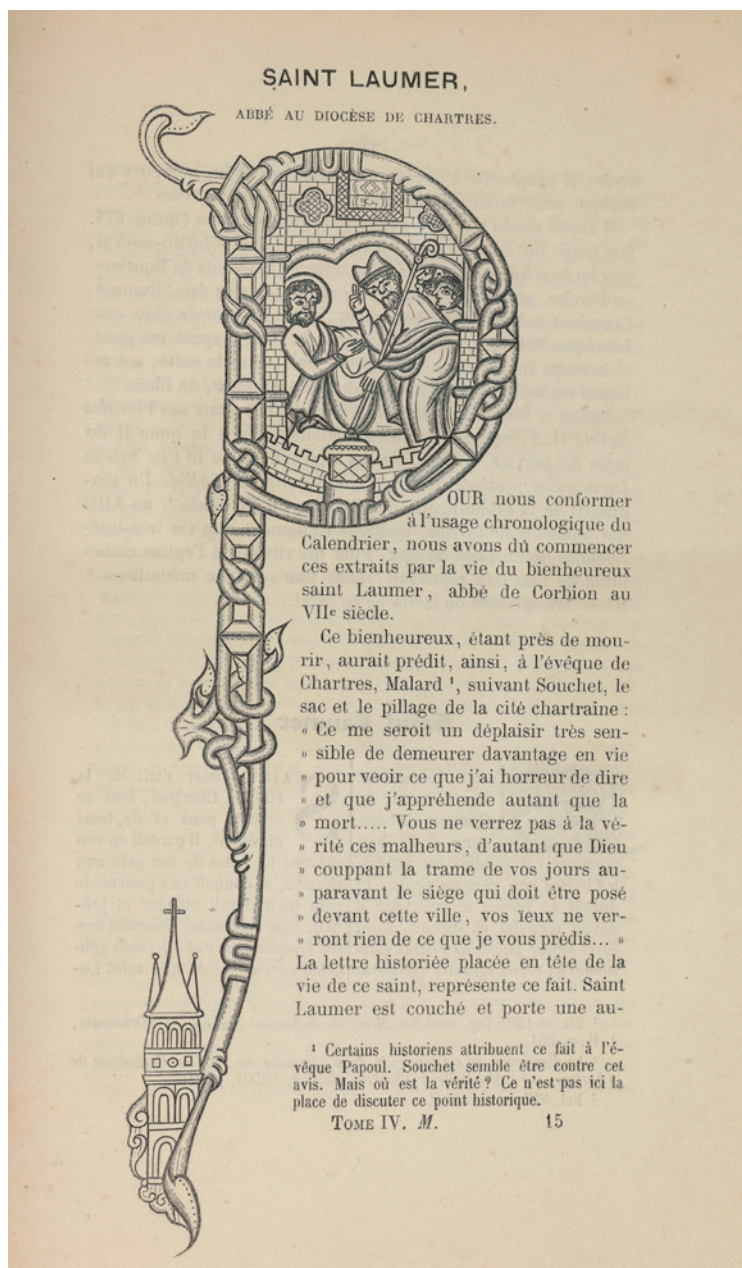 SAINT LAUMER,
ABBÉ AU DIOCÈSE DE CHARTRES.
POUR nous conformer
à l'usage chronologique du
Calendrier, nous avons dû commencer
ces extraits par la vie du bienheureux
saint Laumer, abbé de Corbion au
VIIe siècle.
Ce bienheureux, étant près de mou-
rir, aurait prédit, ainsi, à l'évêque de
Chartres, Malard ¹, suivant Souchet, le
sac et le pillage de la cité chartraine :
« Ce me seroit un déplaisir très sen-
» sible de demeurer davantage en vie
» pour veoir ce que j'ai horreur de dire
» et que j'appréhende autant que la
» mort..... Vous ne verrez pas à la vé-
» rité ces malheurs, d'autant que Dieu
» couppant la trame de vos jours au-
» paravant le siège qui doit être posé
» devant cette ville, vos ïeux ne ver-
» ront rien de ce que je vous prédis... »
La lettre historiée placée en tête de la
vie de ce saint, représente ce fait. Saint
Laumer est couché et porte une au-
¹ Certains historiens attribuent ce fait à l'é-
vêque Papoul. Souchet semble être contre cet
avis. Mais où est la vérité ? Ce n'est pas ici la
place de discuter ce point historique.
TOME IV. M. 15